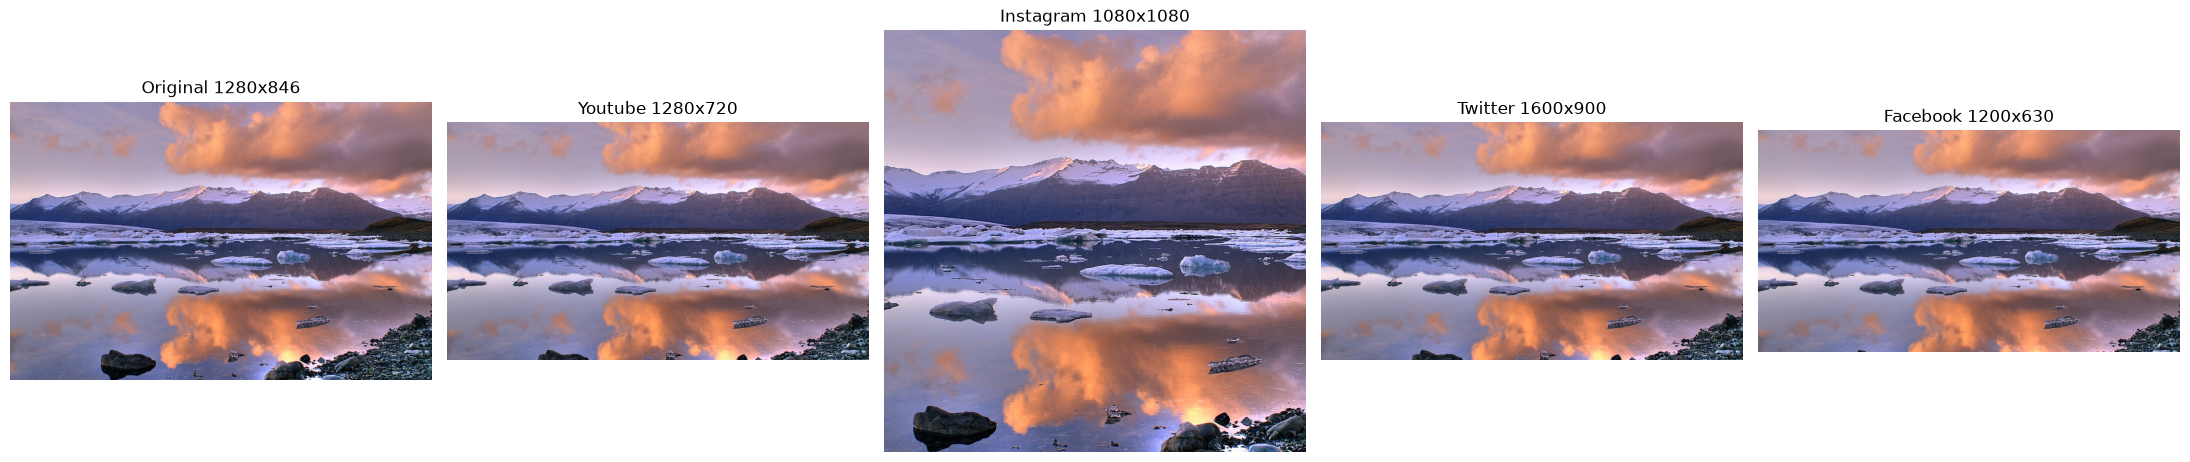 Original 1280x846
Youtube 1280x720
Instagram 1080x1080
Twitter 1600x900
Facebook 1200x630